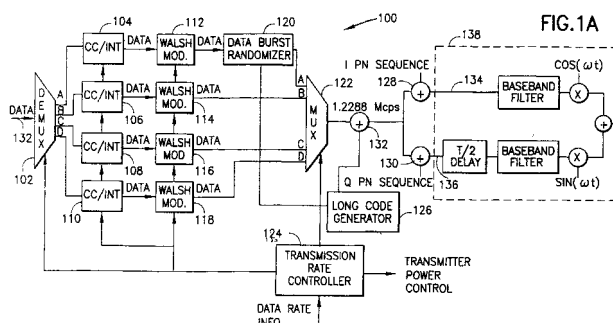 FIG.1A
104
112
120
138
CC/INT
DATA
WALSH
MOD.
DATA
DATA BURST
RANDOMIZER
100
I PN SEQUENCE
128
134
BASEBAND
FILTER
COS(ωt)
X
A
B
C
D
DEMUX
DATA
132
102
CC/INT
106
DATA
WALSH
MOD.
114
DATA
A
B
C
D
MUX
122
1.2288 Mcps
+
132
+
CC/INT
108
DATA
WALSH
MOD.
116
DATA
130
+
136
T/2
DELAY
BASEBAND
FILTER
X
+
SIN(ωt)
Q PN SEQUENCE
CC/INT
110
DATA
WALSH
MOD.
118
DATA
LONG CODE
GENERATOR
126
124
TRANSMISSION
RATE
CONTROLLER
TRANSMITTER
POWER
CONTROL
DATA RATE
INFO